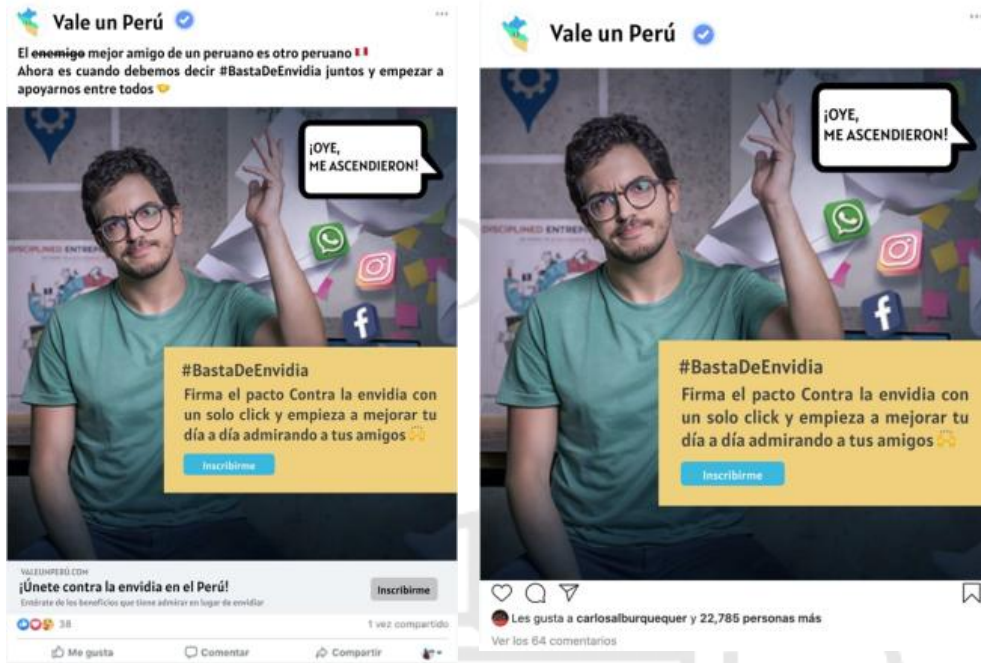 Vale un Perú
El enemigo mejor amigo de un peruano es otro peruano 🇵🇪
Ahora es cuando debemos decir #BastaDeEnvidia juntos y empezar a
apoyarnos entre todos 🤝
¡OYE,
ME ASCENDIERON!
DISCIPLINED ENTREP
#BastaDeEnvidia
Firma el pacto Contra la envidia con
un solo click y empieza a mejorar tu
día a día admirando a tus amigos
Inscribirme
VALEUNPERÚ.COM
¡Únete contra la envidia en el Perú!
Entérate de los beneficios que tiene admirar en lugar de envidiar
Inscribirme
38
1 vez compartido
Me gusta
Comentar
Compartir
Vale un Perú
¡OYE,
ME ASCENDIERON!
DISCIPLINED ENTREP
#BastaDeEnvidia
Firma el pacto Contra la envidia con
un solo click y empieza a mejorar tu
día a día admirando a tus amigos
Inscribirme
Les gusta a carlosalburquequer y 22,785 personas más
Ver los 64 comentarios